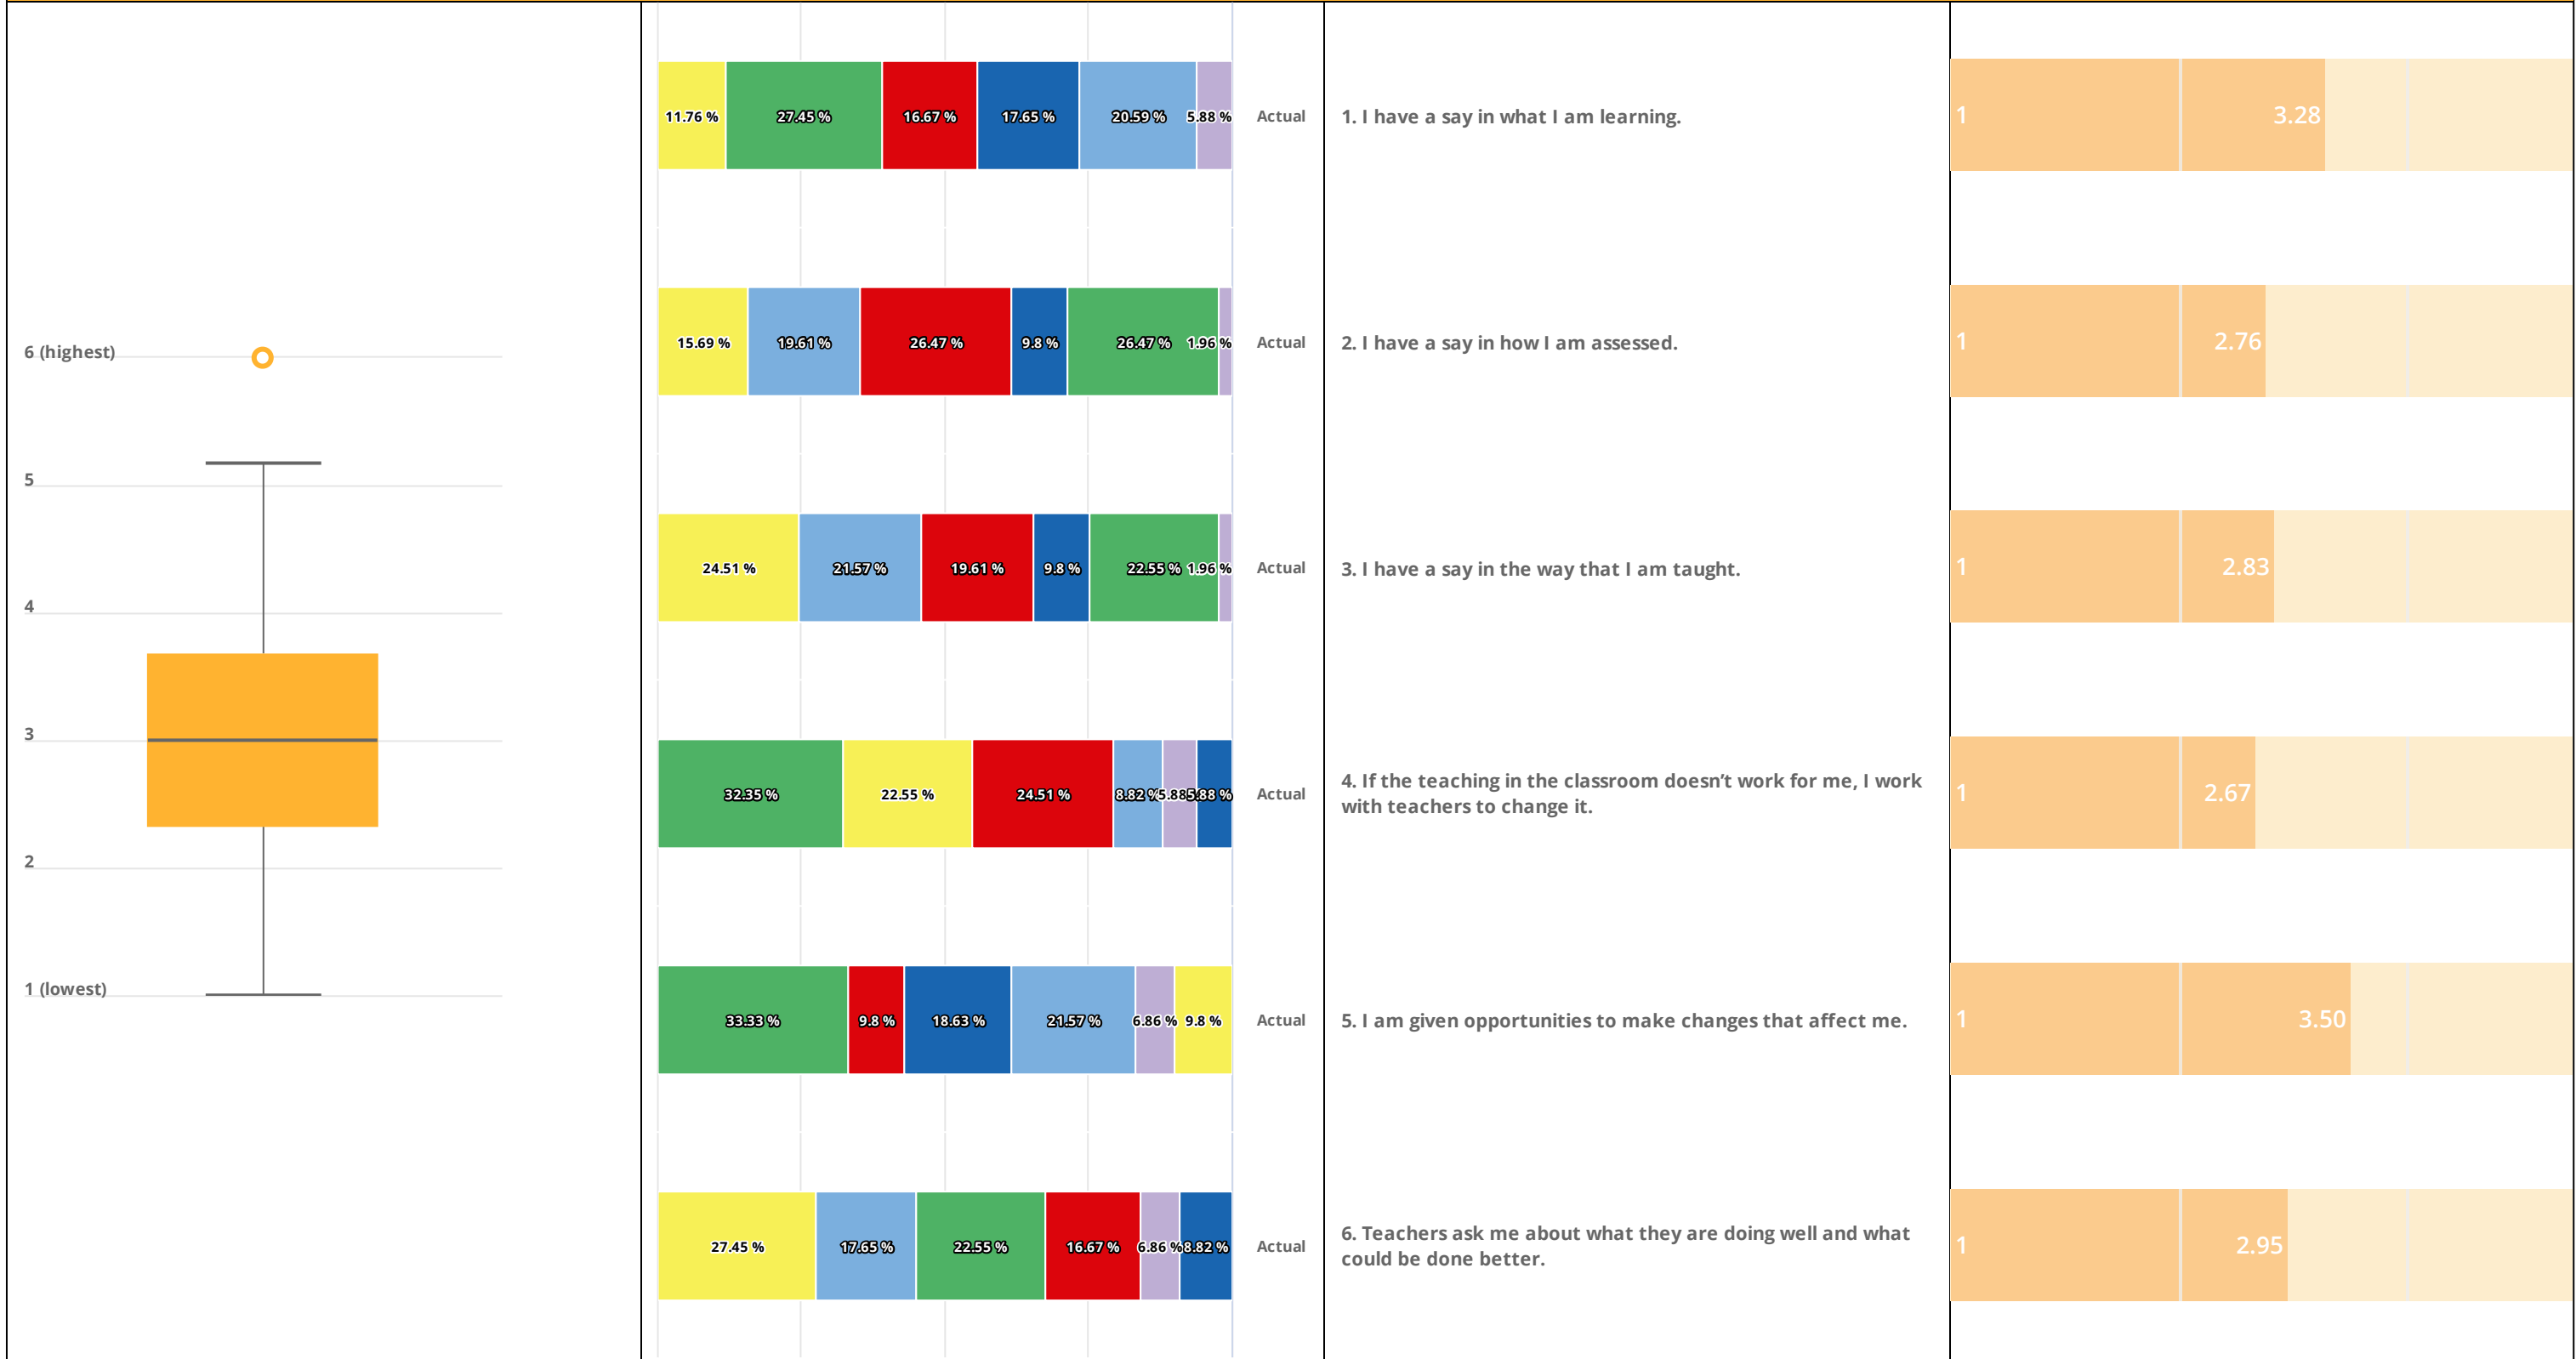 6 (highest)
5
4
3
2
1 (lowest)
11.76 % 27.45 % 16.67 % 17.65 % 20.59 % 5.88 % Actual
1. I have a say in what I am learning.
1 3.28
15.69 % 19.61 % 26.47 % 9.8 % 26.47 % 1.96 % Actual
2. I have a say in how I am assessed.
1 2.76
24.51 % 21.57 % 19.61 % 9.8 % 22.55 % 1.96 % Actual
3. I have a say in the way that I am taught.
1 2.83
32.35 % 22.55 % 24.51 % 8.82 % 5.88 5.88 % Actual
4. If the teaching in the classroom doesn’t work for me, I work
with teachers to change it.
1 2.67
33.33 % 9.8 % 18.63 % 21.57 % 6.86 % 9.8 % Actual
5. I am given opportunities to make changes that affect me.
1 3.50
27.45 % 17.65 % 22.55 % 16.67 % 6.86 % 8.82 % Actual
6. Teachers ask me about what they are doing well and what
could be done better.
1 2.95